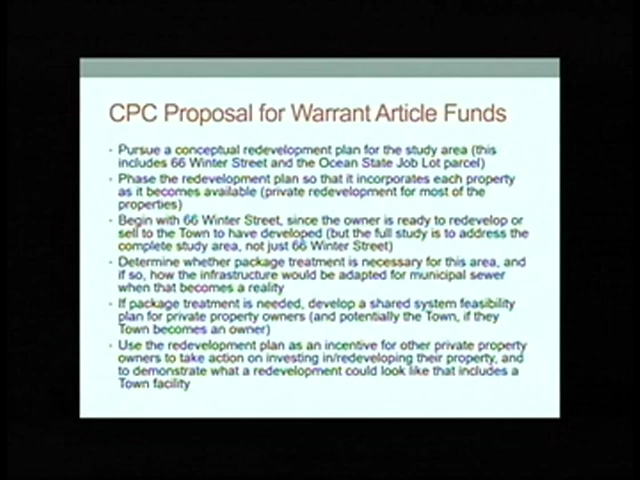 CPC Proposal for Warrant Article Funds
· Pursue a conceptual redevelopment plan for the study area (this
includes 66 Winter Street and the Ocean State Job Lot parcel)
· Phase the redevelopment plan so that it incorporates each property
as it becomes available (private redevelopment for most of the
properties)
· Begin with 66 Winter Street, since the owner is ready to redevelop or
sell to the Town to have developed (but the full study is to address the
complete study area, not just 66 Winter Street)
· Determine whether package treatment is necessary for this area, and
if so, how the infrastructure would be adapted for municipal sewer
when that becomes a reality
· If package treatment is needed, develop a shared system feasibility
plan for private property owners (and potentially the Town, if they
Town becomes an owner)
· Use the redevelopment plan as an incentive for other private property
owners to take action on investing in/redeveloping their property, and
to demonstrate what a redevelopment could look like that includes a
Town facility